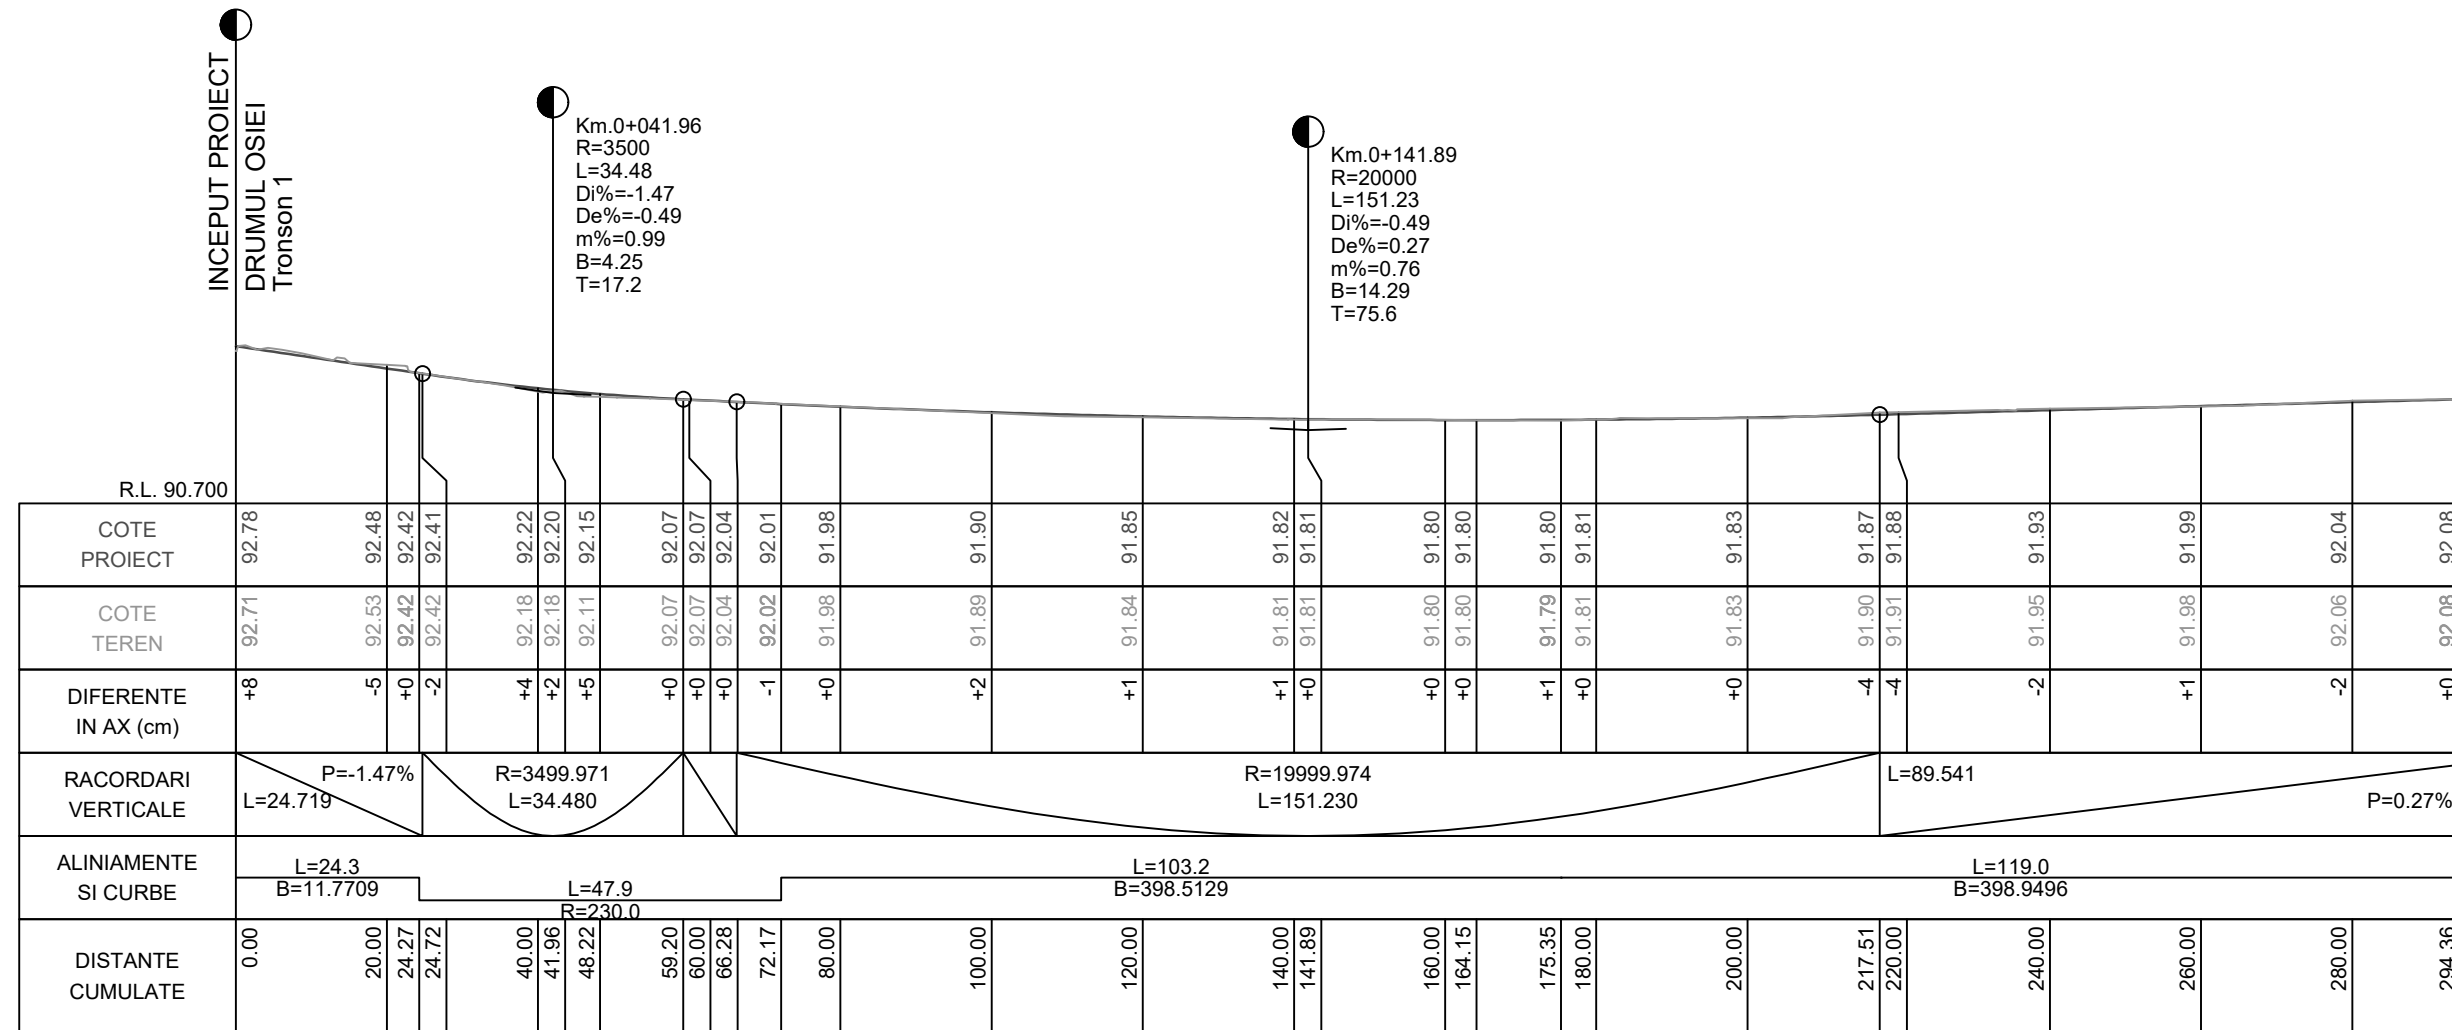 INCEPUT PROIECT
DRUMUL OSIEI
Tronson 1
Km.0+041.96
R=3500
L=34.48
Di%=-1.47
De%=-0.49
m%=0.99
B=4.25
T=17.2
Km.0+141.89
R=20000
L=151.23
Di%=-0.49
De%=0.27
m%=0.76
B=14.29
T=75.6
R.L. 90.700
COTE
PROIECT
92.78 92.48 92.42 92.41 92.22 92.20 92.15 92.07 92.07 92.04 92.01 91.98 91.90 91.85 91.82 91.81 91.80 91.80 91.80 91.81 91.83 91.87 91.88 91.93 91.99 92.04 92.08
COTE
TEREN
92.71 92.53 92.42 92.42 92.18 92.18 92.11 92.07 92.07 92.04 92.02 91.98 91.89 91.84 91.81 91.81 91.80 91.80 91.79 91.81 91.83 91.90 91.91 91.95 91.98 92.06 92.08
DIFERENTE
IN AX (cm)
+8 -5 +0 -2 +4 +2 +5 +0 +0 +0 -1 +0 +2 +1 +1 +0 +0 +0 +1 +0 +0 -4 -4 -2 +1 -2 +0
RACORDARI
VERTICALE
P=-1.47%
L=24.719
R=3499.971
L=34.480
R=19999.974
L=151.230
L=89.541
P=0.27%
ALINIAMENTE
SI CURBE
L=24.3
B=11.7709
L=47.9
R=230.0
L=103.2
B=398.5129
L=119.0
B=398.9496
DISTANTE
CUMULATE
0.00 20.00 24.27 24.72 40.00 41.96 48.22 59.20 60.00 66.28 72.17 80.00 100.00 120.00 140.00 141.89 160.00 164.15 175.35 180.00 200.00 217.51 220.00 240.00 260.00 280.00 294.36